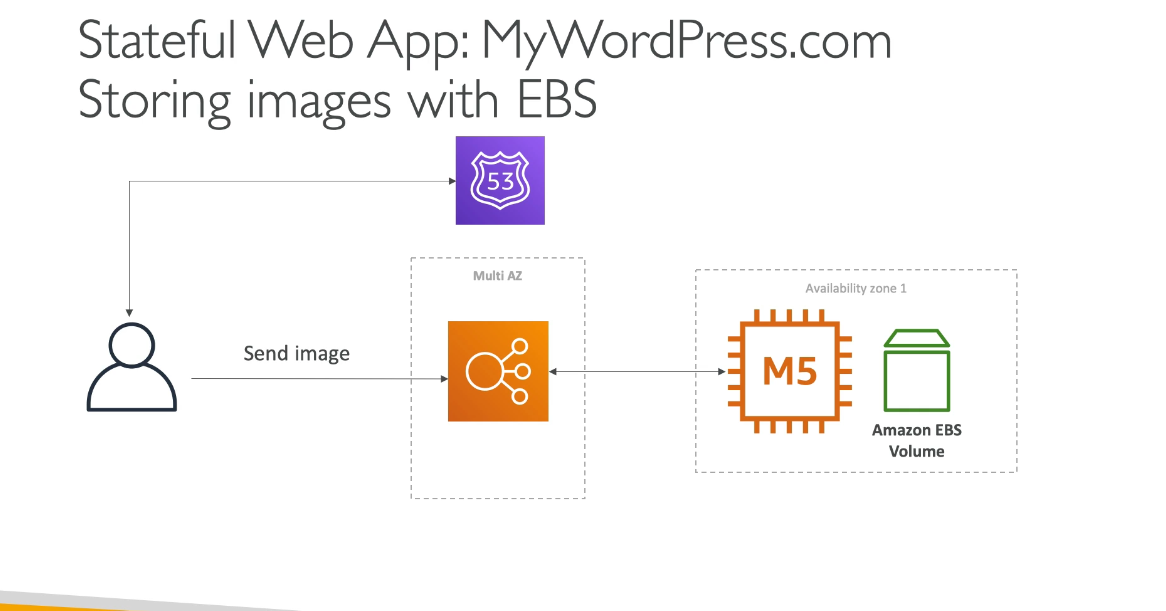 Stateful Web App: MyWordPress.com
Storing images with EBS
53
Multi AZ
Availability zone 1
Send image
M5
Amazon EBS
Volume